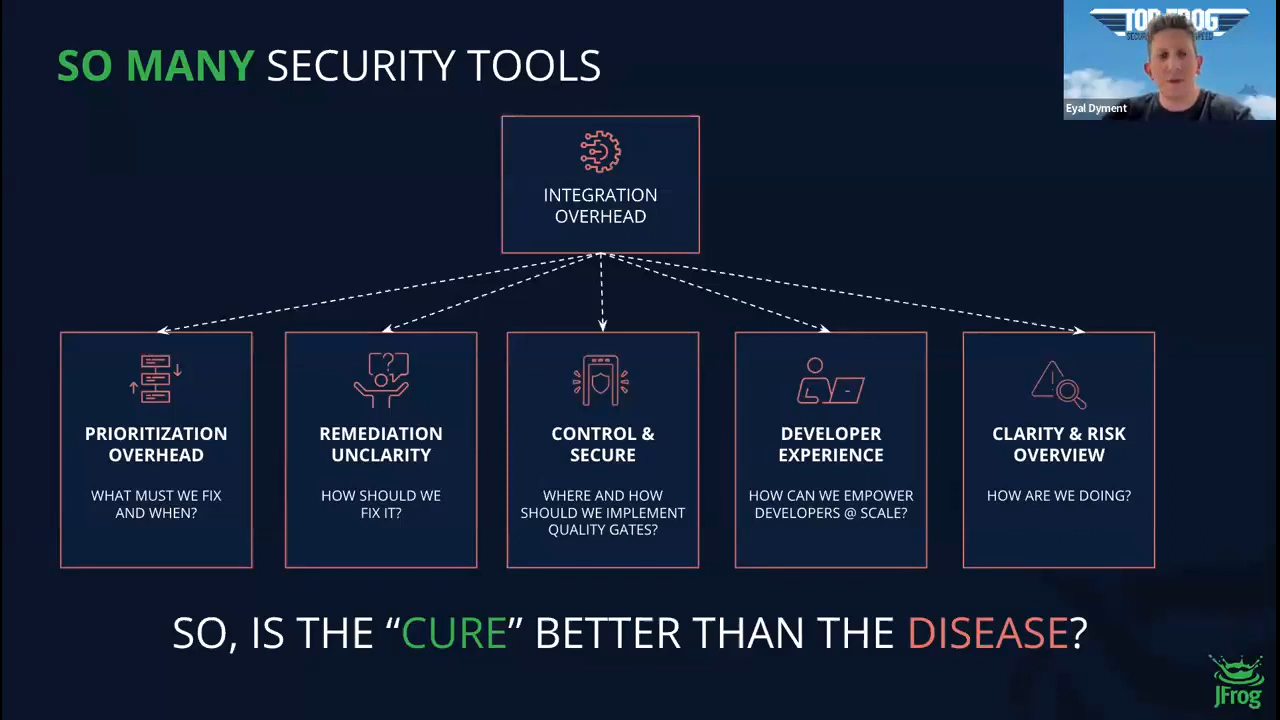 SO MANY SECURITY TOOLS
TOP FROG
Eyal Dyment
INTEGRATION
OVERHEAD
?
PRIORITIZATION
OVERHEAD
WHAT MUST WE FIX
AND WHEN?
REMEDIATION
UNCLARITY
HOW SHOULD WE
FIX IT?
CONTROL &
SECURE
WHERE AND HOW
SHOULD WE IMPLEMENT
QUALITY GATES?
DEVELOPER
EXPERIENCE
HOW CAN WE EMPOWER
DEVELOPERS @ SCALE?
CLARITY & RISK
OVERVIEW
HOW ARE WE DOING?
SO, IS THE “CURE” BETTER THAN THE DISEASE?
JFrog